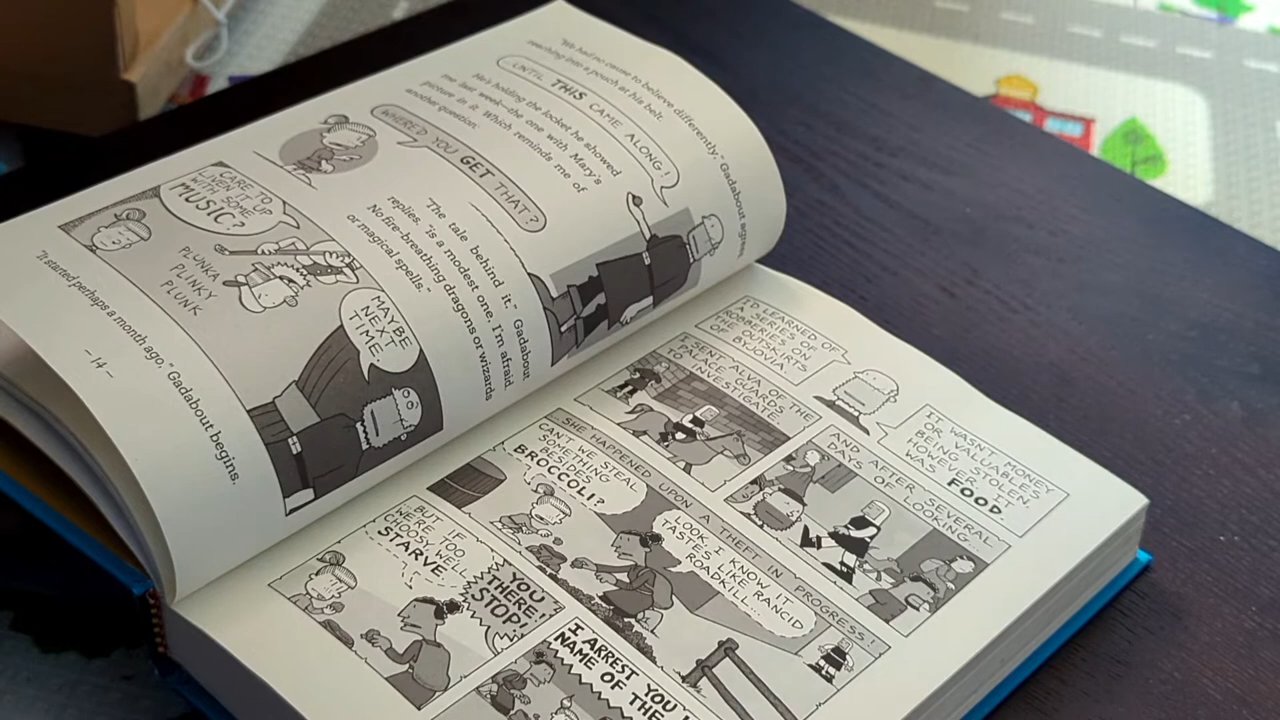 "We had no cause to believe differently," Gadabout agrees,
reaching into a pouch at his belt.
UNTIL THIS CAME ALONG!
He's holding the locket he showed
me last week—the one with Mary's
picture in it. Which reminds me of
another question.
WHERE'D YOU GET THAT?
"The tale behind it," Gadabout
replies, "is a modest one, I'm afraid.
No fire-breathing dragons or wizards
or magical spells."
CARE TO
LIVEN IT UP
WITH SOME
MUSIC?
PLUNKA
PLINKY
PLUNK
MAYBE
NEXT
TIME.
"It started perhaps a month ago," Gadabout begins.
-14-
I'D LEARNED OF
A SERIES OF
ROBBERIES ON
THE OUTSKIRTS
OF BYJOVIA.
IT WASN'T MONEY
OR VALUABLES
BEING STOLEN,
HOWEVER. IT
WAS FOOD.
I SENT ALVA OF THE
PALACE GUARDS
TO INVESTIGATE.
AND AFTER SEVERAL
DAYS OF LOOKING...
SHE HAPPENED UPON A THEFT IN PROGRESS!
CAN'T WE STEAL
SOMETHING
BESIDES
BROCCOLI?
LOOK, I KNOW IT
TASTES LIKE RANCID
ROADKILL...
BUT IF
WE'RE TOO
CHOOSY, WE'LL
STARVE.
YOU
THERE!
STOP!
I ARREST YOU
NAME OF THE